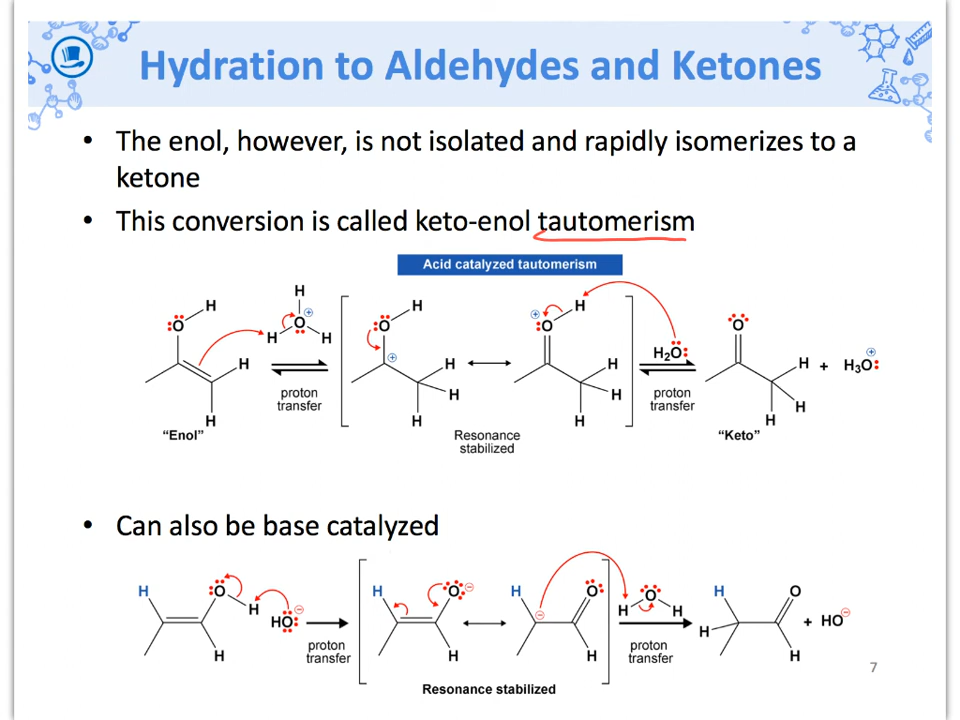 Hydration to Aldehydes and Ketones
• The enol, however, is not isolated and rapidly isomerizes to a
ketone
• This conversion is called keto-enol tautomerism
Acid catalyzed tautomerism
H
O
H
H
"Enol"
H
O ⊕
H H
proton
transfer
H
O
⊕
H
H
H
Resonance
stabilized
⊕
O
H
H
H
H
H₂O
proton
transfer
O
H
H
H
"Keto"
+ H₃O ⊕
• Can also be base catalyzed
H
O
H
H
HO ⊖
proton
transfer
H
O ⊖
H
H
O
⊖
H
Resonance stabilized
O
H H
proton
transfer
H
O
H
H
+ HO ⊖
7